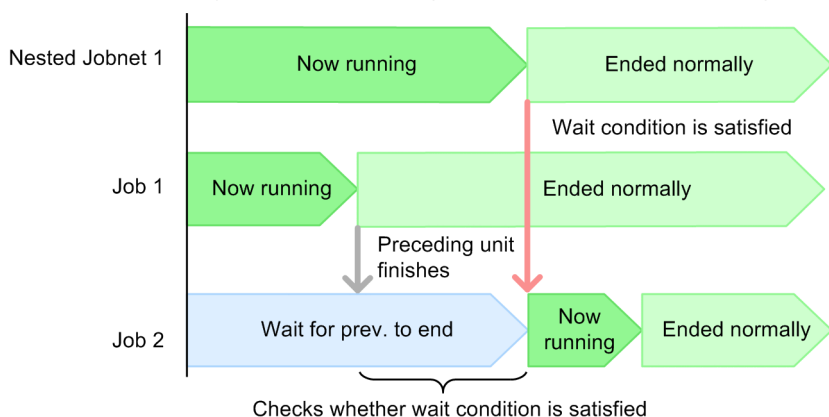 Nested Jobnet 1
Now running
Ended normally
Wait condition is satisfied
Job 1
Now running
Ended normally
Preceding unit
finishes
Job 2
Wait for prev. to end
Now
running
Ended normally
Checks whether wait condition is satisfied